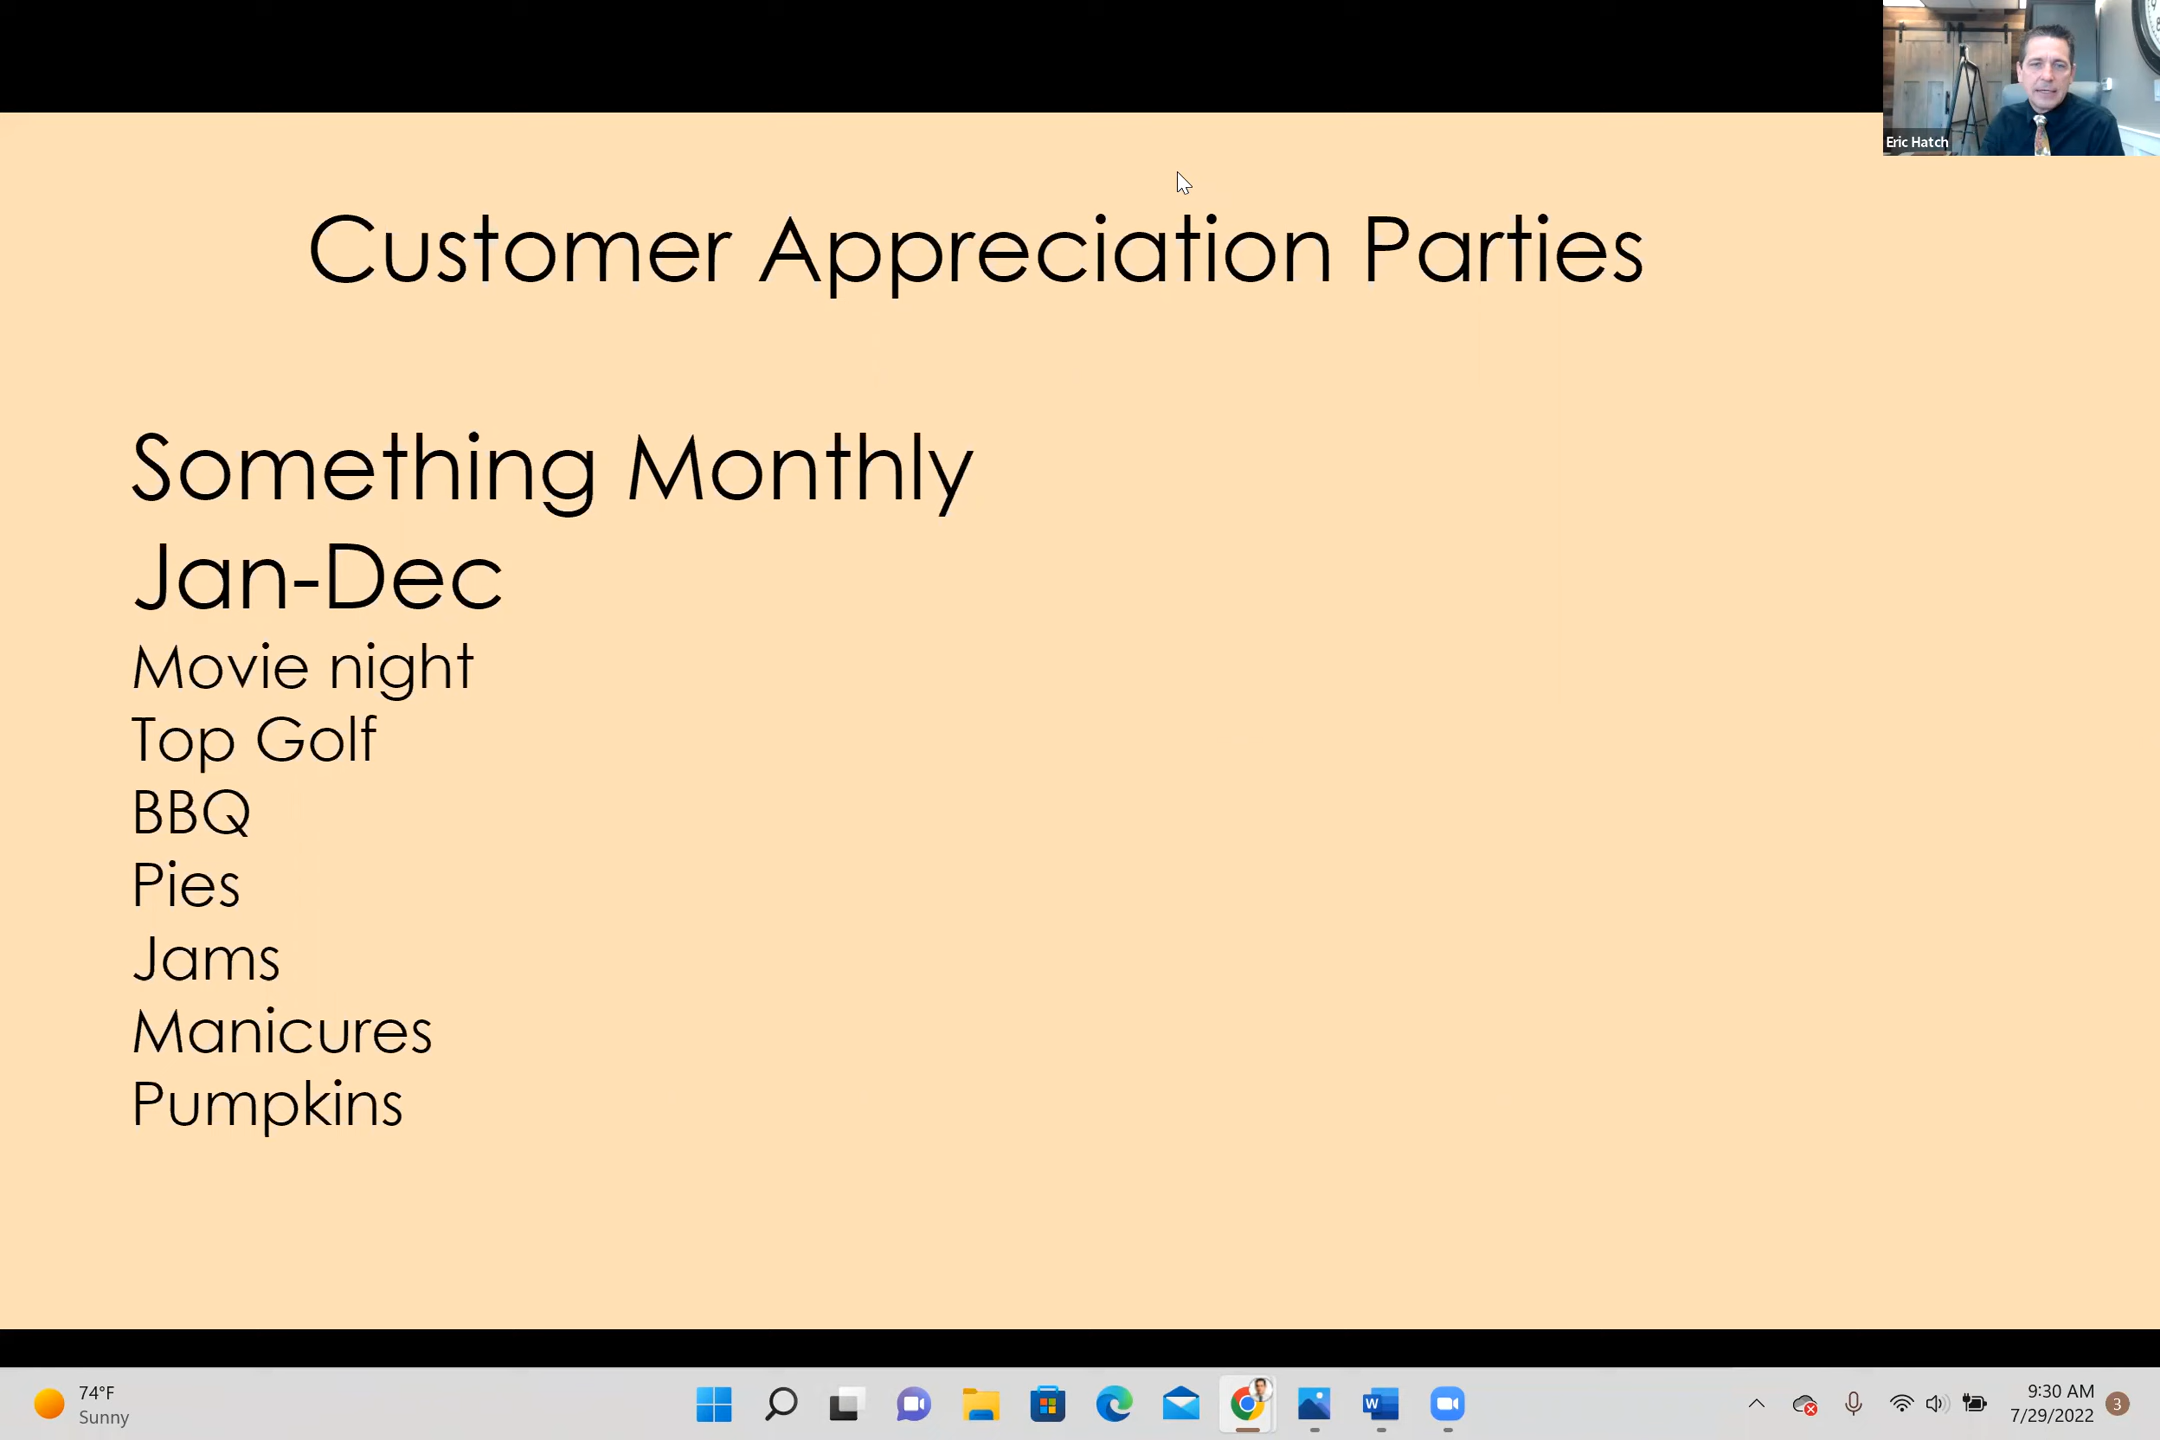 Eric Hatch
Customer Appreciation Parties
Something Monthly
Jan-Dec
Movie night
Top Golf
BBQ
Pies
Jams
Manicures
Pumpkins
74°F
Sunny
W
9:30 AM
7/29/2022
3